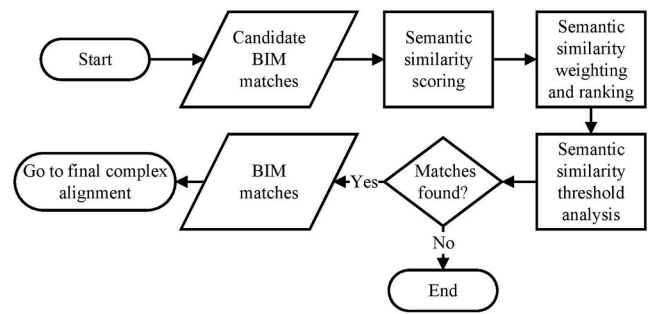 Start
Candidate
BIM
matches
Semantic
similarity
scoring
Semantic
similarity
weighting
and ranking
Semantic
similarity
threshold
analysis
Matches
found?
Yes
BIM
matches
Go to final complex
alignment
No
End